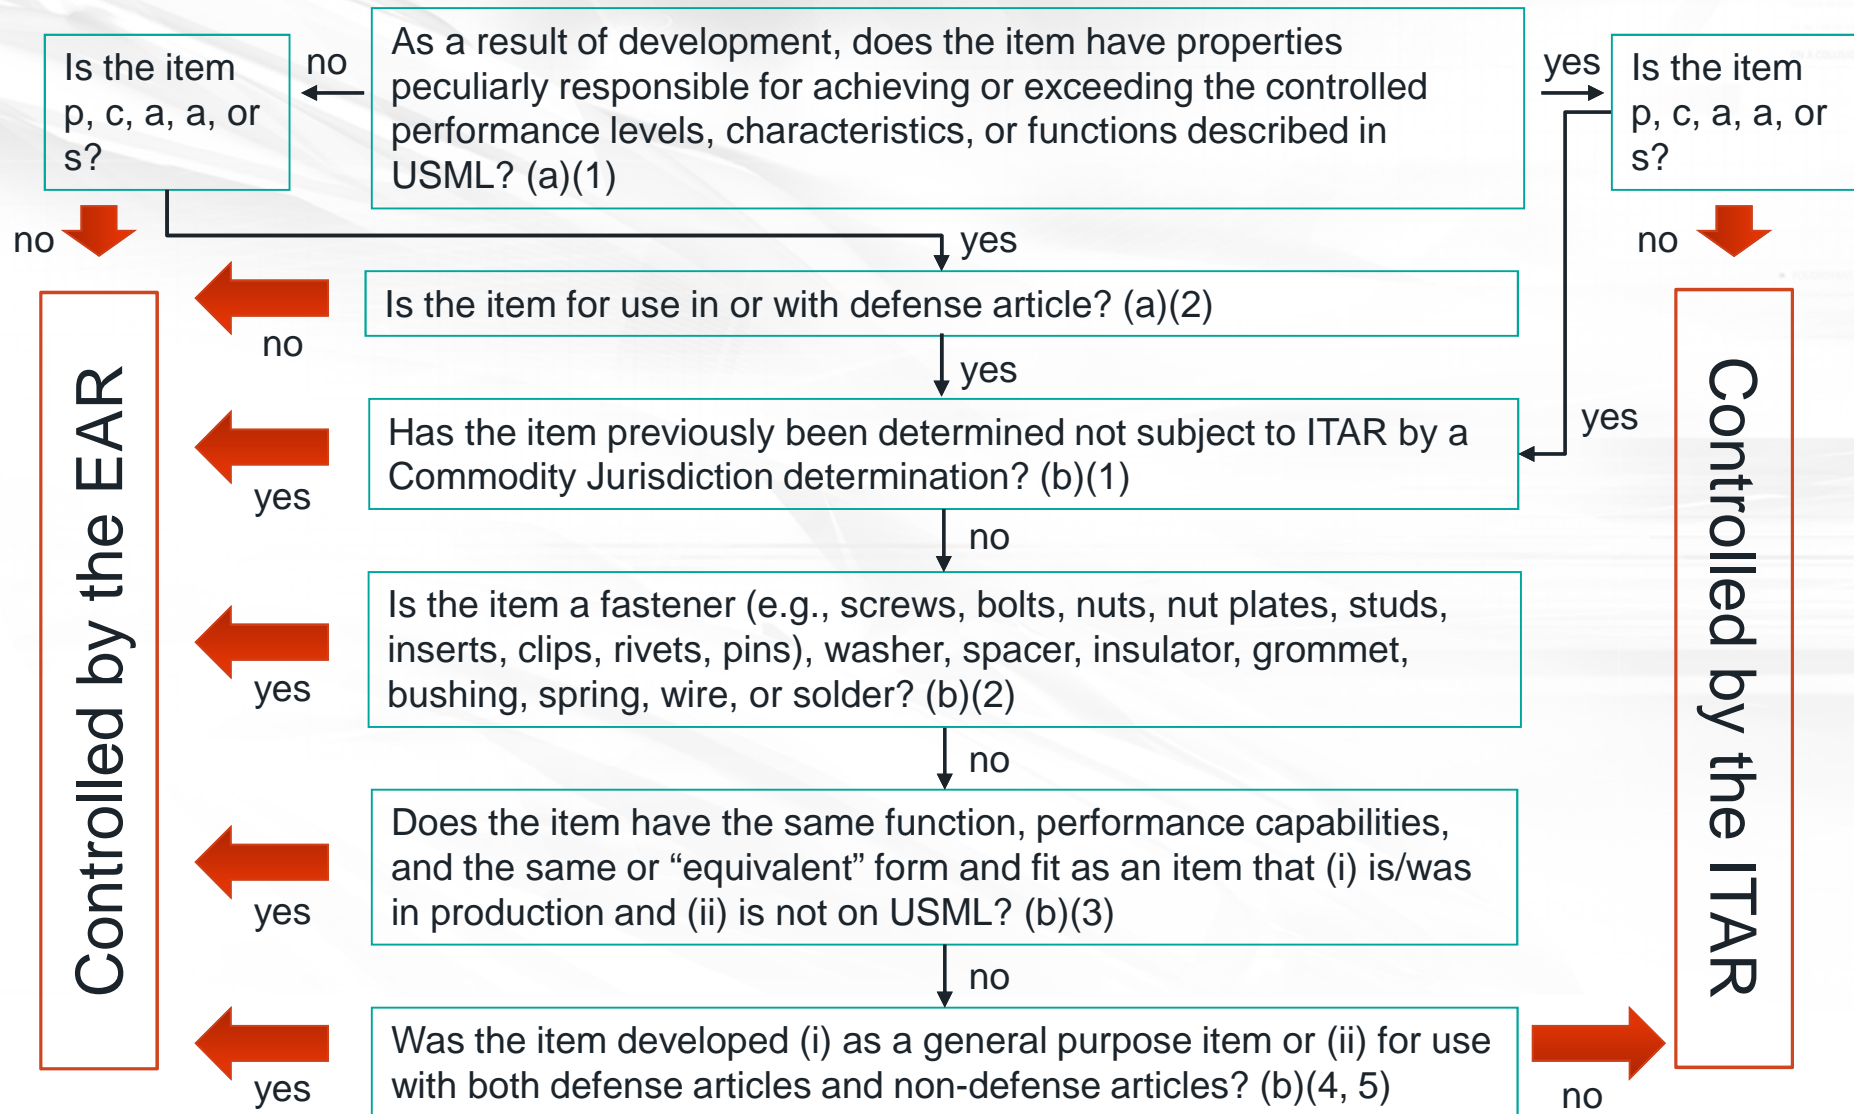 Is the item
p, c, a, a, or
s?
no
As a result of development, does the item have properties
peculiarly responsible for achieving or exceeding the controlled
performance levels, characteristics, or functions described in
USML? (a)(1)
yes
Is the item
p, c, a, a, or
s?
no
yes
no
Is the item for use in or with defense article? (a)(2)
no
yes
Has the item previously been determined not subject to ITAR by a
Commodity Jurisdiction determination? (b)(1)
yes
yes
no
Is the item a fastener (e.g., screws, bolts, nuts, nut plates, studs,
inserts, clips, rivets, pins), washer, spacer, insulator, grommet,
bushing, spring, wire, or solder? (b)(2)
yes
no
Does the item have the same function, performance capabilities,
and the same or “equivalent” form and fit as an item that (i) is/was
in production and (ii) is not on USML? (b)(3)
yes
no
Was the item developed (i) as a general purpose item or (ii) for use
with both defense articles and non-defense articles? (b)(4, 5)
yes
no
Controlled by the EAR
Controlled by the ITAR